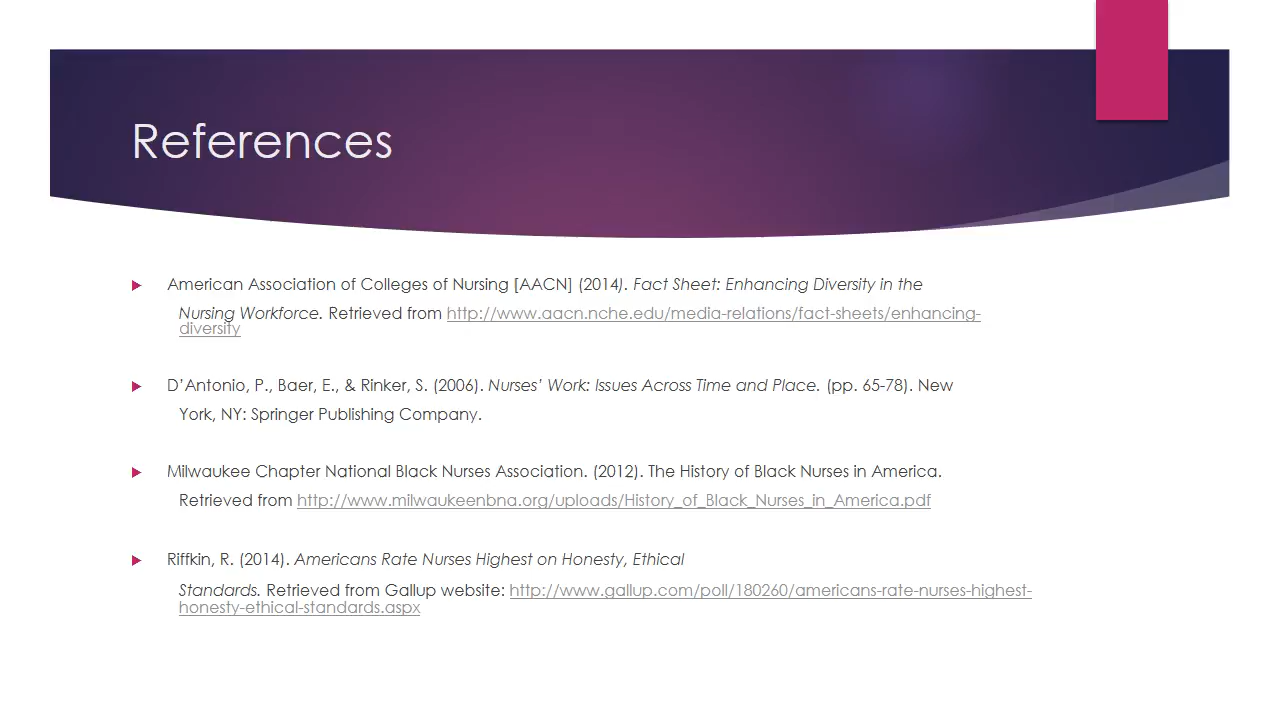 References
American Association of Colleges of Nursing [AACN] (2014). Fact Sheet: Enhancing Diversity in the
Nursing Workforce. Retrieved from http://www.aacn.nche.edu/media-relations/fact-sheets/enhancing-
diversity
D’Antonio, P., Baer, E., & Rinker, S. (2006). Nurses’ Work: Issues Across Time and Place. (pp. 65-78). New
York, NY: Springer Publishing Company.
Milwaukee Chapter National Black Nurses Association. (2012). The History of Black Nurses in America.
Retrieved from http://www.milwaukeenbna.org/uploads/History_of_Black_Nurses_in_America.pdf
Riffkin, R. (2014). Americans Rate Nurses Highest on Honesty, Ethical
Standards. Retrieved from Gallup website: http://www.gallup.com/poll/180260/americans-rate-nurses-highest-
honesty-ethical-standards.aspx